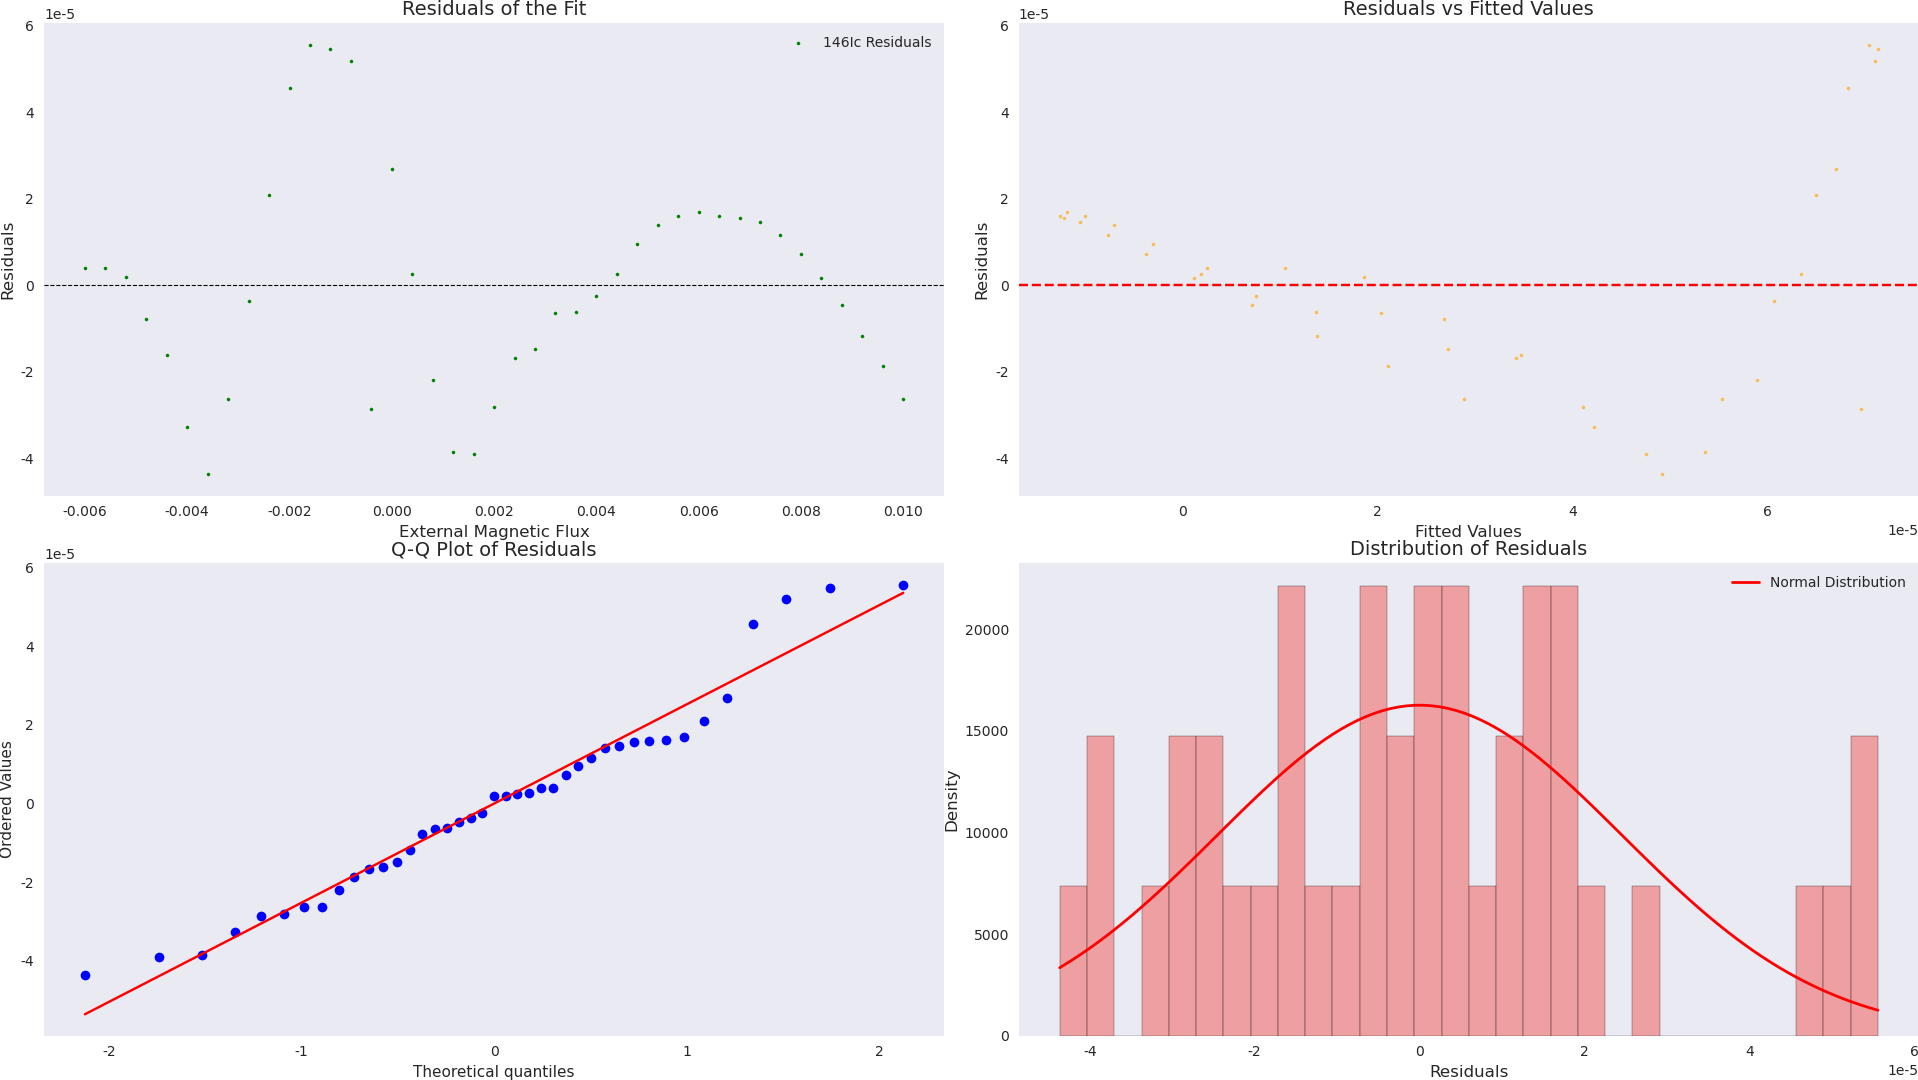 Residuals of the Fit
1e-5
146Ic Residuals
6
4
2
0
-2
-4
Residuals
-0.006 -0.004 -0.002 0.000 0.002 0.004 0.006 0.008 0.010
External Magnetic Flux
Residuals vs Fitted Values
1e-5
6
4
2
0
-2
-4
Residuals
0 2 4 6
1e-5
Fitted Values
Q-Q Plot of Residuals
1e-5
6
4
2
0
-2
-4
Ordered Values
-2 -1 0 1 2
Theoretical quantiles
Distribution of Residuals
Normal Distribution
20000
15000
10000
5000
0
Density
-4 -2 0 2 4 6
1e-5
Residuals